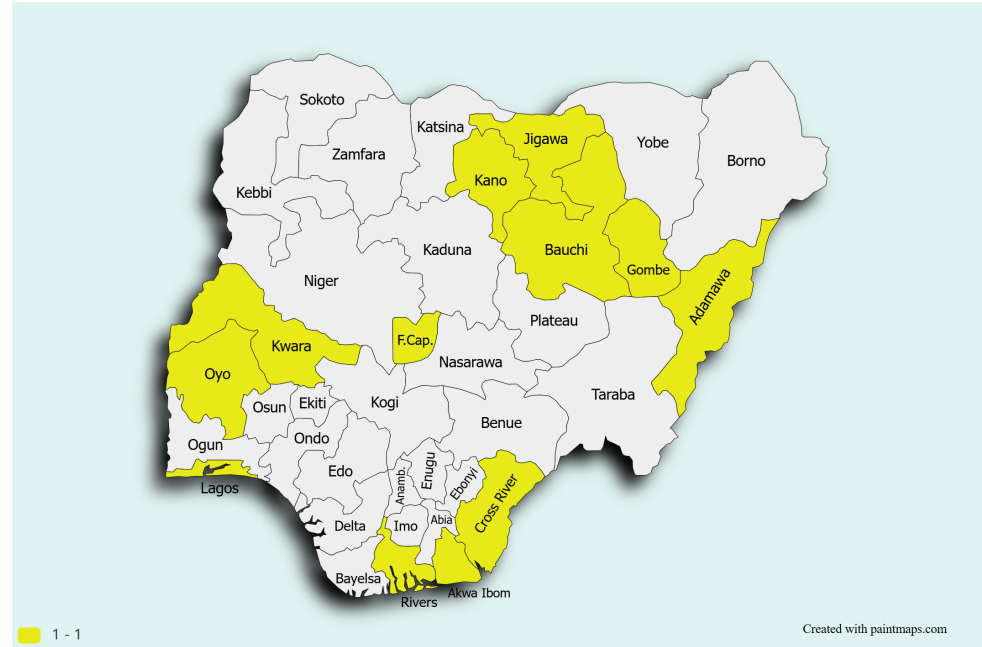 Sokoto
Katsina
Jigawa
Yobe
Borno
Zamfara
Kano
Kebbi
Kaduna
Bauchi
Gombe
Niger
Adamawa
Plateau
F.Cap.
Kwara
Nasarawa
Oyo
Taraba
Osun
Ekiti
Kogi
Benue
Ogun
Ondo
Edo
Anamb.
Enugu
Ebonyi
Cross River
Lagos
Delta
Imo
Abia
Bayelsa
Rivers
Akwa Ibom
1 - 1
Created with paintmaps.com